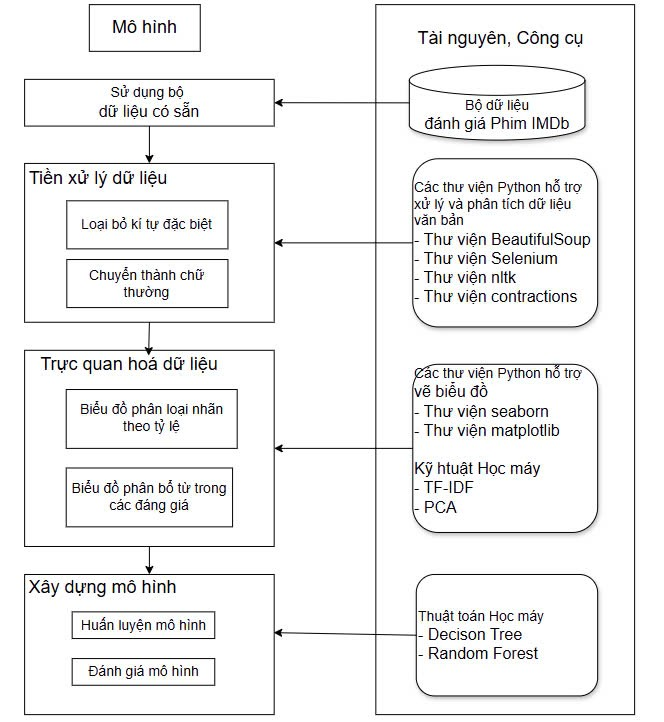 Mô hình
Sử dụng bộ
dữ liệu có sẵn
Tiền xử lý dữ liệu
Loại bỏ kí tự đặc biệt
Chuyển thành chữ
thường
Trực quan hoá dữ liệu
Biểu đồ phân loại nhãn
theo tỷ lệ
Biểu đồ phân bổ từ trong
các đáng giá
Xây dựng mô hình
Huấn luyện mô hình
Đánh giá mô hình
Tài nguyên, Công cụ
Bộ dữ liệu
đánh giá Phim IMDb
Các thư viện Python hỗ trợ
xử lý và phân tích dữ liệu
văn bản
- Thư viện BeautifulSoup
- Thư viện Selenium
- Thư viện nltk
- Thư viện contractions
Các thư viện Python hỗ trợ
vẽ biểu đồ
- Thư viện seaborn
- Thư viện matplotlib
Kỹ htuật Học máy
- TF-IDF
- PCA
Thuật toán Học máy
- Decison Tree
- Random Forest